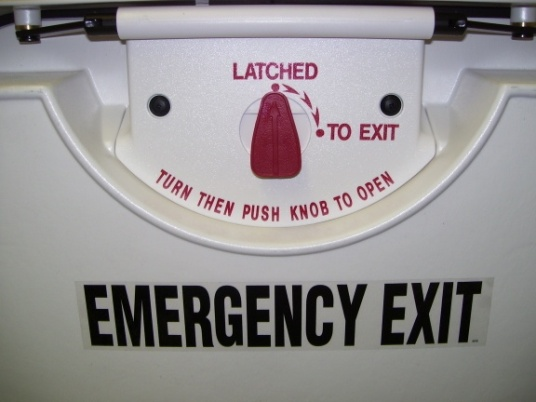 LATCHED
TO EXIT
TURN THEN PUSH KNOB TO OPEN
EMERGENCY EXIT